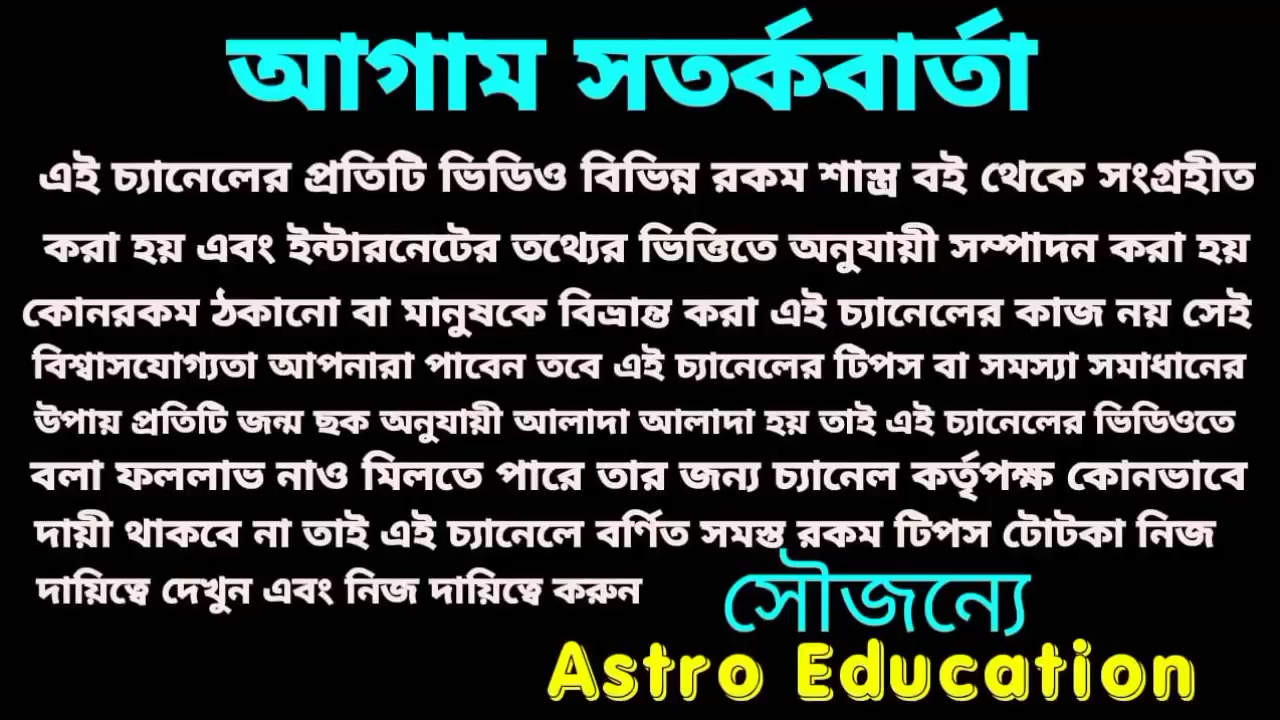 আগাম সতর্কবার্তা
এই চ্যানেলের প্রতিটি ভিডিও বিভিন্ন রকম শাস্ত্র বই থেকে সংগ্রহীত
করা হয় এবং ইন্টারনেটের তথ্যের ভিত্তিতে অনুযায়ী সম্পাদন করা হয়
কোনরকম ঠকানো বা মানুষকে বিভ্রান্ত করা এই চ্যানেলের কাজ নয় সেই
বিশ্বাসযোগ্যতা আপনারা পাবেন তবে এই চ্যানেলের টিপস বা সমস্যা সমাধানের
উপায় প্রতিটি জন্ম ছক অনুযায়ী আলাদা আলাদা হয় তাই এই চ্যানেলের ভিডিওতে
বলা ফললাভ নাও মিলতে পারে তার জন্য চ্যানেল কর্তৃপক্ষ কোনভাবে
দায়ী থাকবে না তাই এই চ্যানেলে বর্ণিত সমস্ত রকম টিপস টোটকা নিজ
দায়িত্বে দেখুন এবং নিজ দায়িত্বে করুন
সৌজন্যে
Astro Education